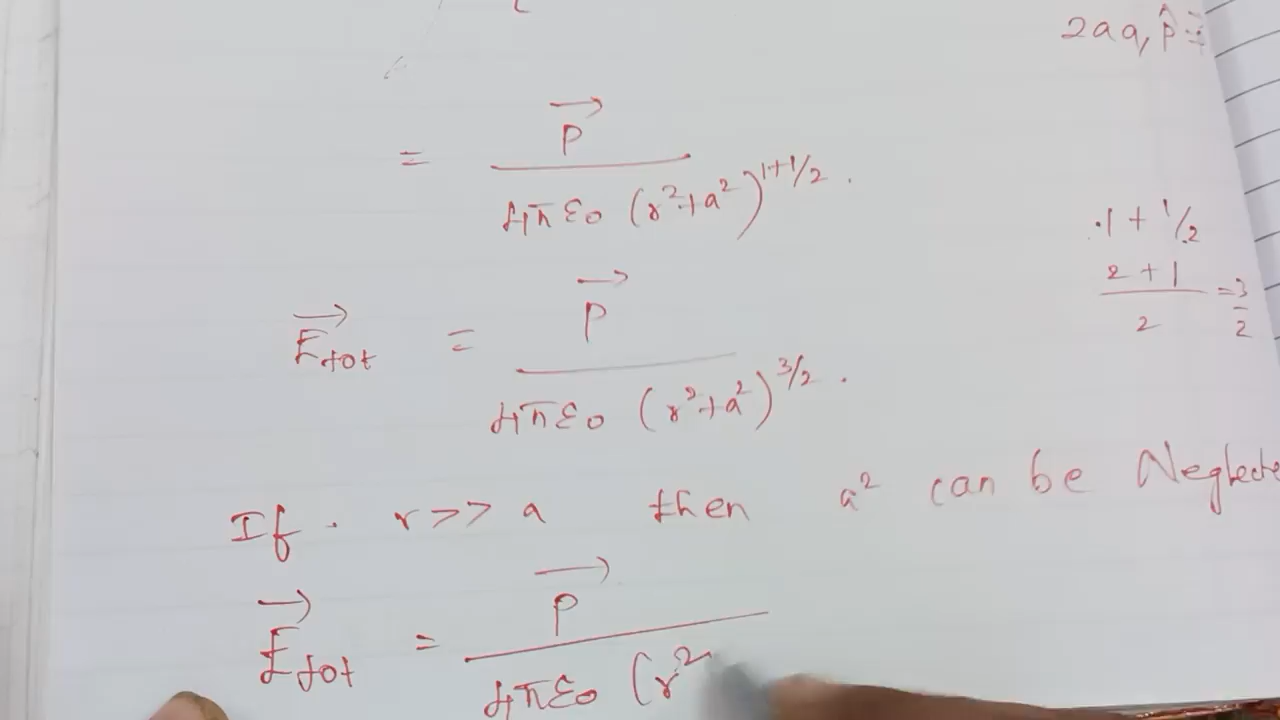 2aq, p̂ =
= P⃗ / 4πε₀ (r²+a²)^1+1/2 .
.1 + 1/2
2 + 1 / 2 = 3/2
E⃗tot = P⃗ / 4πε₀ (r²+a²)^3/2 .
If . r >> a then a² can be Neglecte
E⃗tot = P⃗ / 4πε₀ (r²